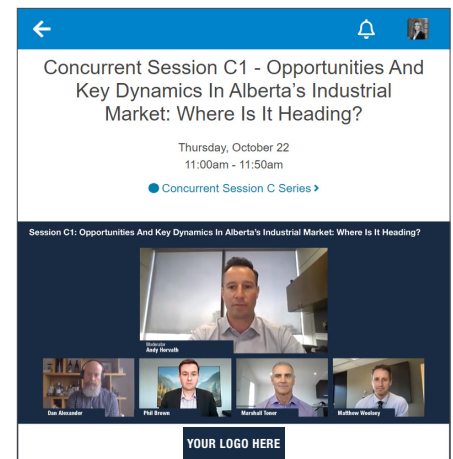 Concurrent Session C1 - Opportunities And
Key Dynamics In Alberta's Industrial
Market: Where Is It Heading?
Thursday, October 22
11:00am - 11:50am
Concurrent Session C Series
Session C1: Opportunities And Key Dynamics In Alberta's Industrial Market: Where Is It Heading?
Moderator
Andy Horvath
Dan Alexander
Phil Brown
Marshall Toner
Matthew Woolsey
YOUR LOGO HERE